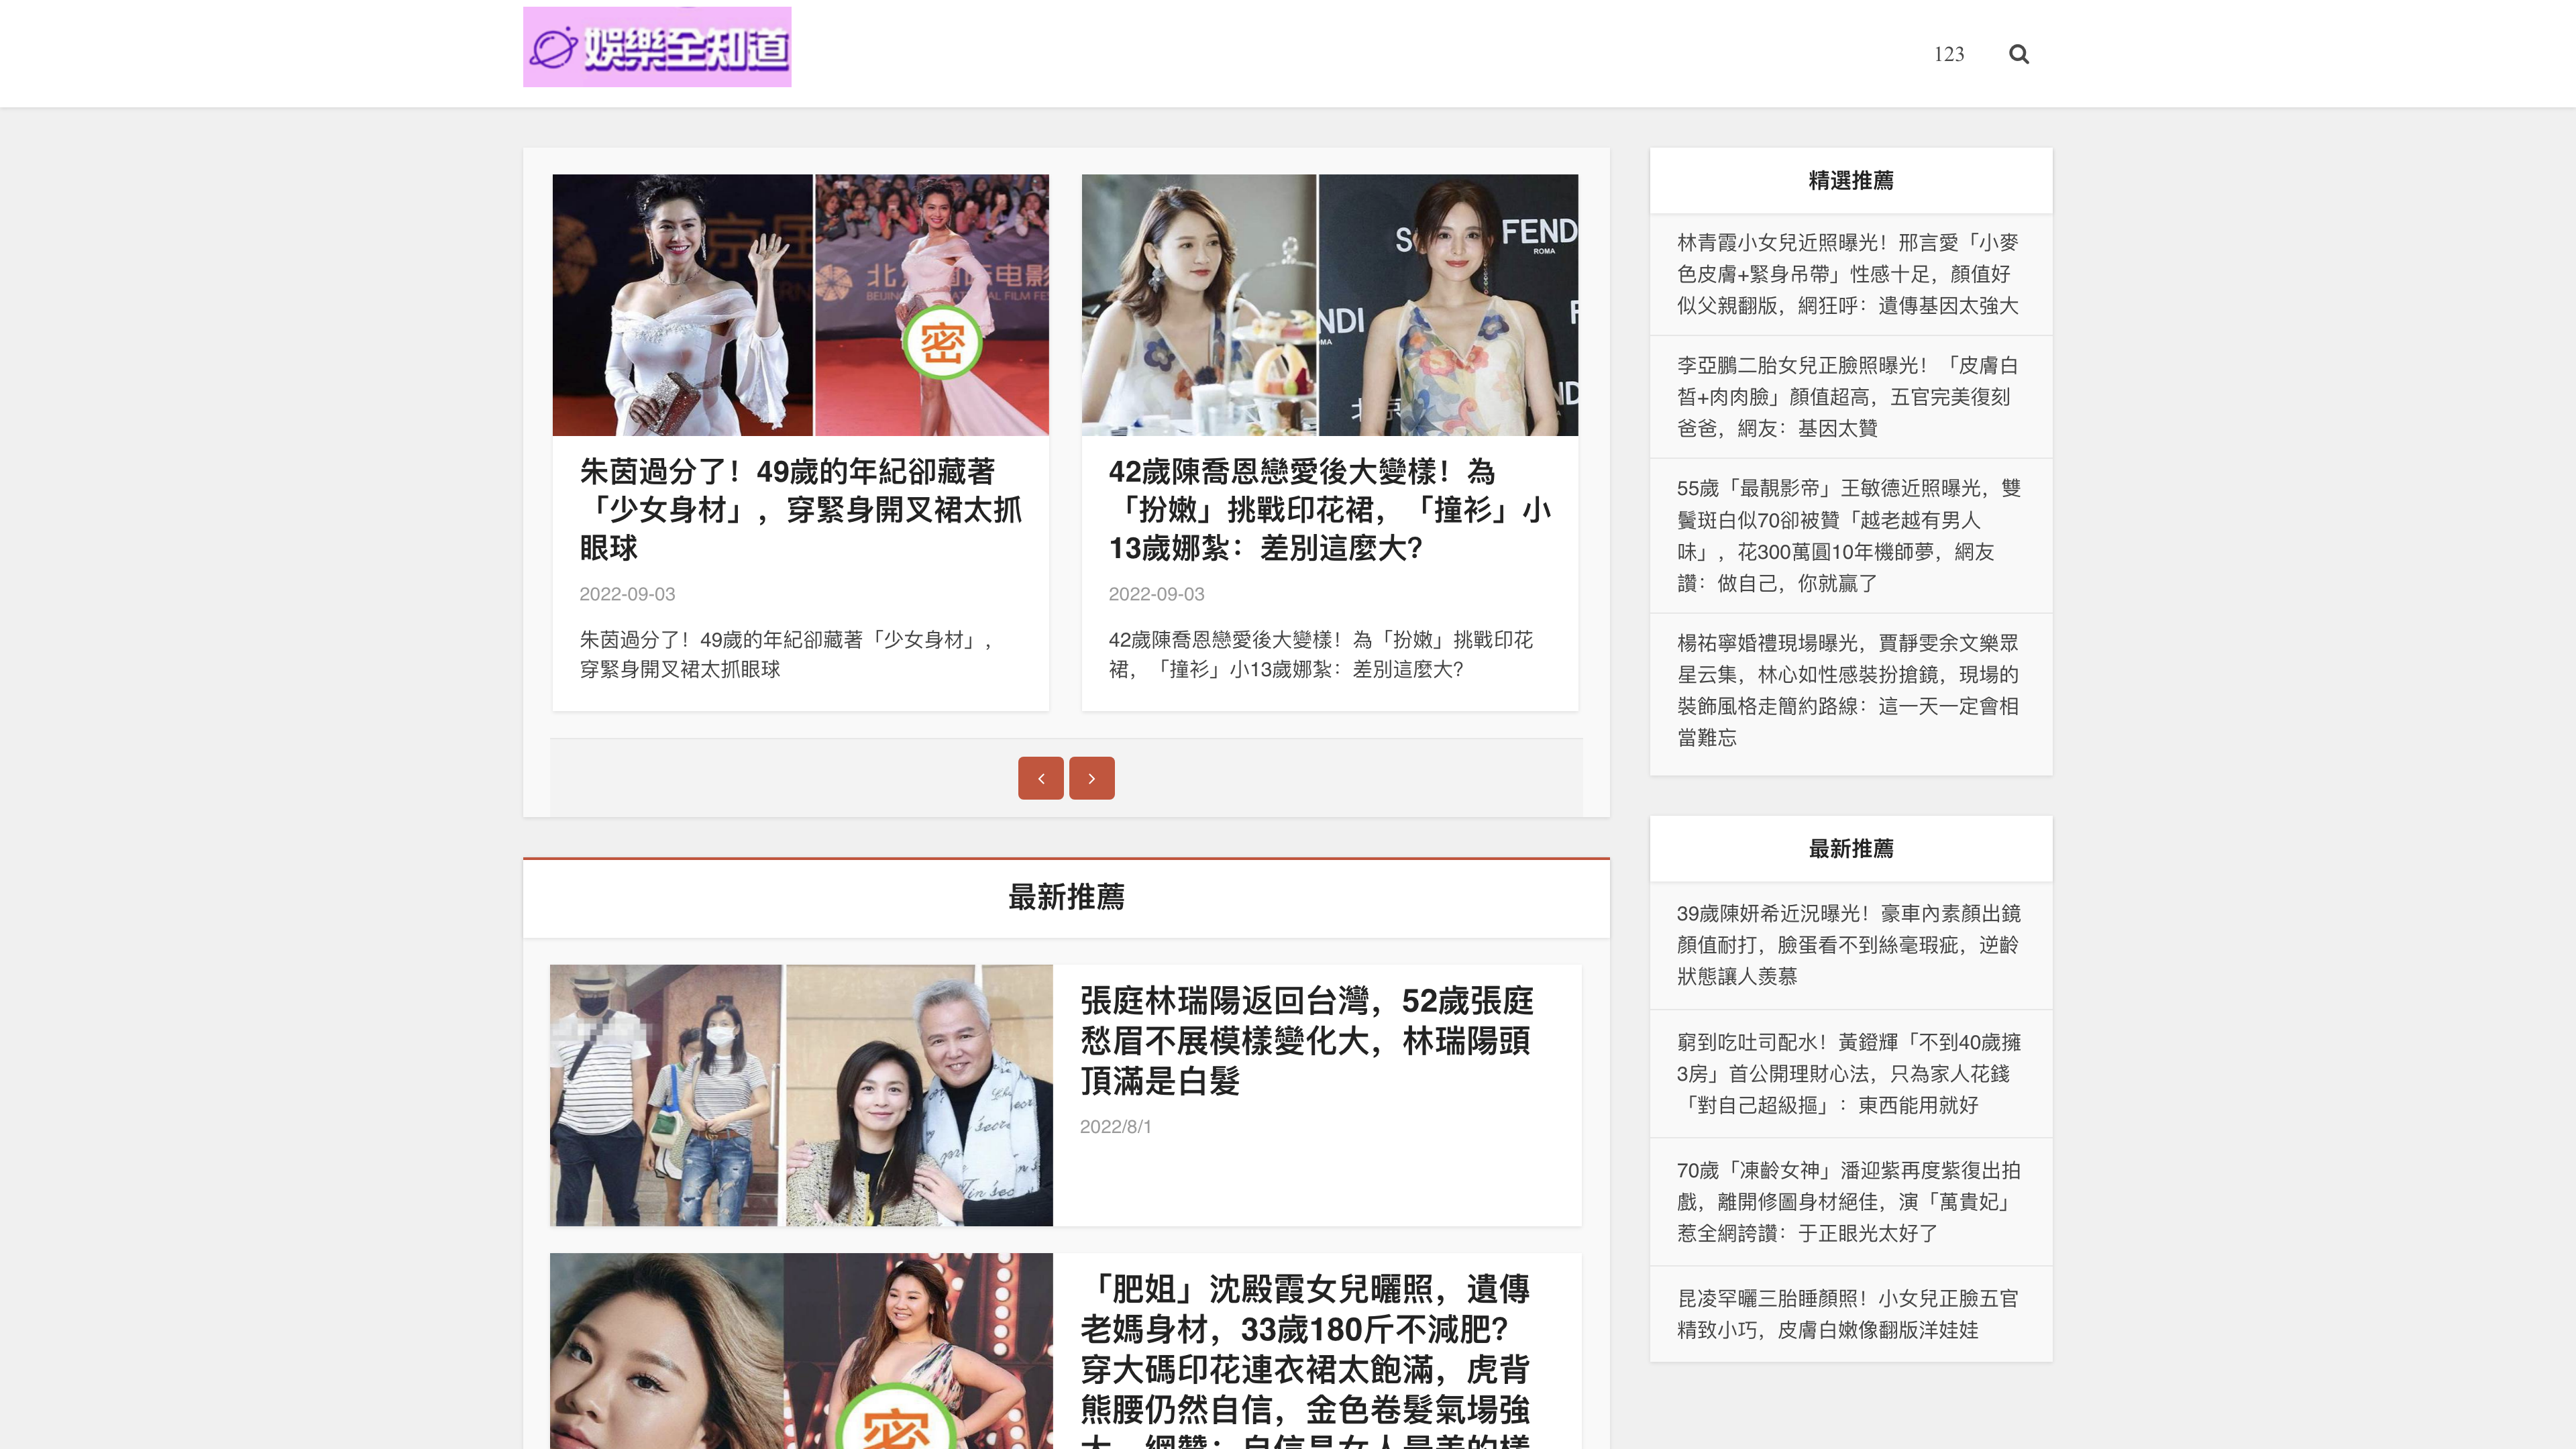 娛樂全知道
123
北京国
北京国际电影
BEIJING
密
FENDI
ROMA
朱茵過分了！49歲的年紀卻藏著
「少女身材」，穿緊身開叉裙太抓
眼球
2022-09-03
朱茵過分了！49歲的年紀卻藏著「少女身材」，
穿緊身開叉裙太抓眼球
42歲陳喬恩戀愛後大變樣！為
「扮嫩」挑戰印花裙，「撞衫」小
13歲娜紮：差別這麼大？
2022-09-03
42歲陳喬恩戀愛後大變樣！為「扮嫩」挑戰印花
裙，「撞衫」小13歲娜紮：差別這麼大？
最新推薦
張庭林瑞陽返回台灣，52歲張庭
愁眉不展模樣變化大，林瑞陽頭
頂滿是白髮
2022/8/1
密
「肥姐」沈殿霞女兒曬照，遺傳
老媽身材，33歲180斤不減肥？
穿大碼印花連衣裙太飽滿，虎背
熊腰仍然自信，金色卷髮氣場強
大，網贊：自信是女人最美的樣
精選推薦
林青霞小女兒近照曝光！邢言愛「小麥
色皮膚+緊身吊帶」性感十足，顏值好
似父親翻版，網狂呼：遺傳基因太強大
李亞鵬二胎女兒正臉照曝光！「皮膚白
皙+肉肉臉」顏值超高，五官完美復刻
爸爸，網友：基因太贊
55歲「最靚影帝」王敏德近照曝光，雙
鬢斑白似70卻被贊「越老越有男人
味」，花300萬圓10年機師夢，網友
讚：做自己，你就贏了
楊祐寧婚禮現場曝光，賈靜雯余文樂眾
星云集，林心如性感裝扮搶鏡，現場的
裝飾風格走簡約路線：這一天一定會相
當難忘
最新推薦
39歲陳妍希近況曝光！豪車內素顏出鏡
顏值耐打，臉蛋看不到絲毫瑕疵，逆齡
狀態讓人羨慕
窮到吃吐司配水！黃鐙輝「不到40歲擁
3房」首公開理財心法，只為家人花錢
「對自己超級摳」：東西能用就好
70歲「凍齡女神」潘迎紫再度紫復出拍
戲，離開修圖身材絕佳，演「萬貴妃」
惹全網誇讚：于正眼光太好了
昆凌罕曬三胎睡顏照！小女兒正臉五官
精致小巧，皮膚白嫩像翻版洋娃娃